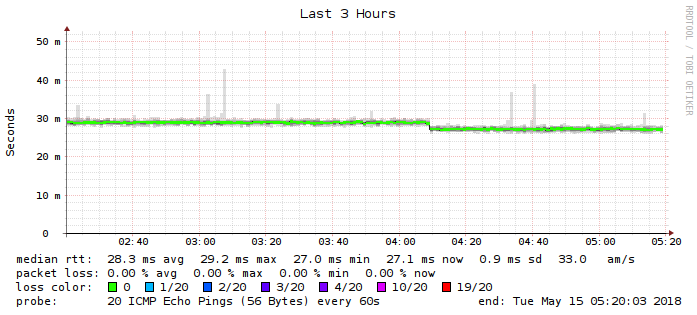 Last 3 Hours
RRDTOOL / TOBI OETIKER
Seconds
50 m
40 m
30 m
20 m
10 m
0
02:40 03:00 03:20 03:40 04:00 04:20 04:40 05:00 05:20
median rtt: 28.3 ms avg 29.2 ms max 27.0 ms min 27.1 ms now 0.9 ms sd 33.0 am/s
packet loss: 0.00 % avg 0.00 % max 0.00 % min 0.00 % now
loss color: 0 1/20 2/20 3/20 4/20 10/20 19/20
probe: 20 ICMP Echo Pings (56 Bytes) every 60s end: Tue May 15 05:20:03 2018